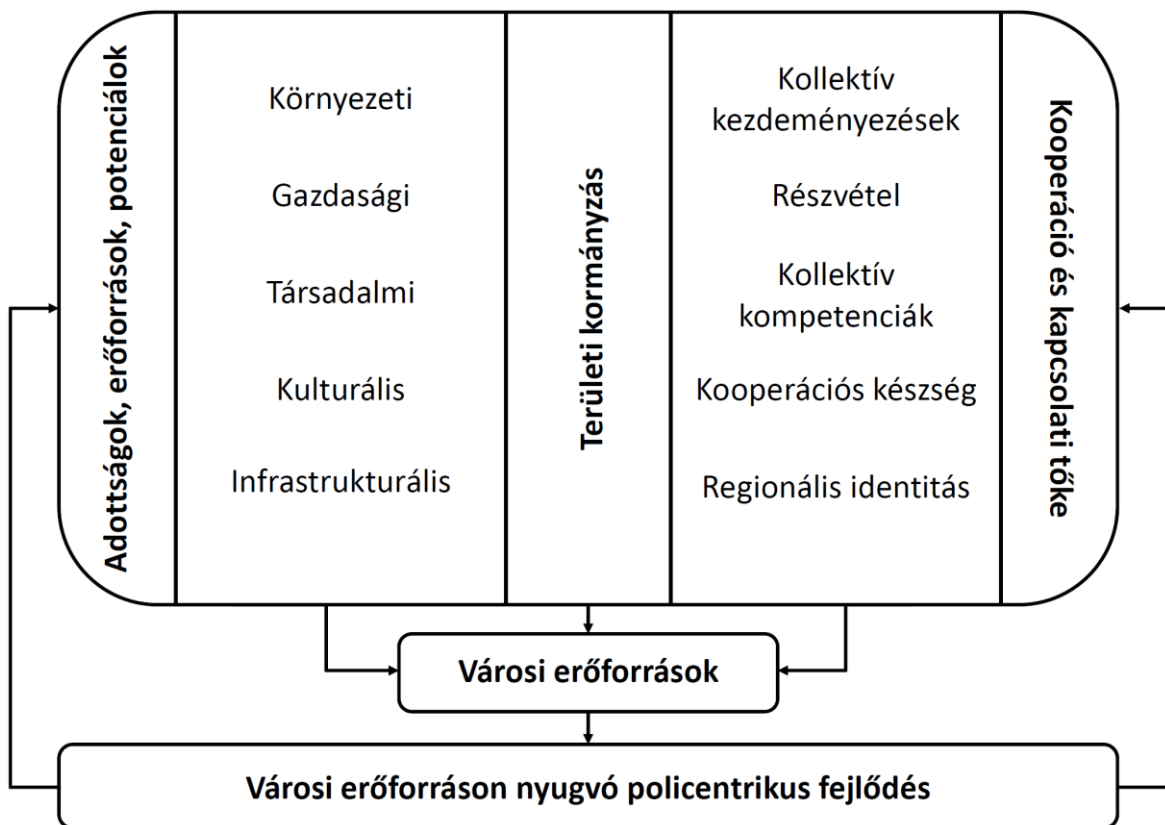 Adottságok, erőforrások, potenciálok
Környezeti
Gazdasági
Társadalmi
Kulturális
Infrastrukturális
Területi kormányzás
Kollektív
kezdeményezések
Részvétel
Kollektív
kompetenciák
Kooperációs készség
Regionális identitás
Kooperáció és kapcsolati tőke
Városi erőforrások
Városi erőforráson nyugvó policentrikus fejlődés